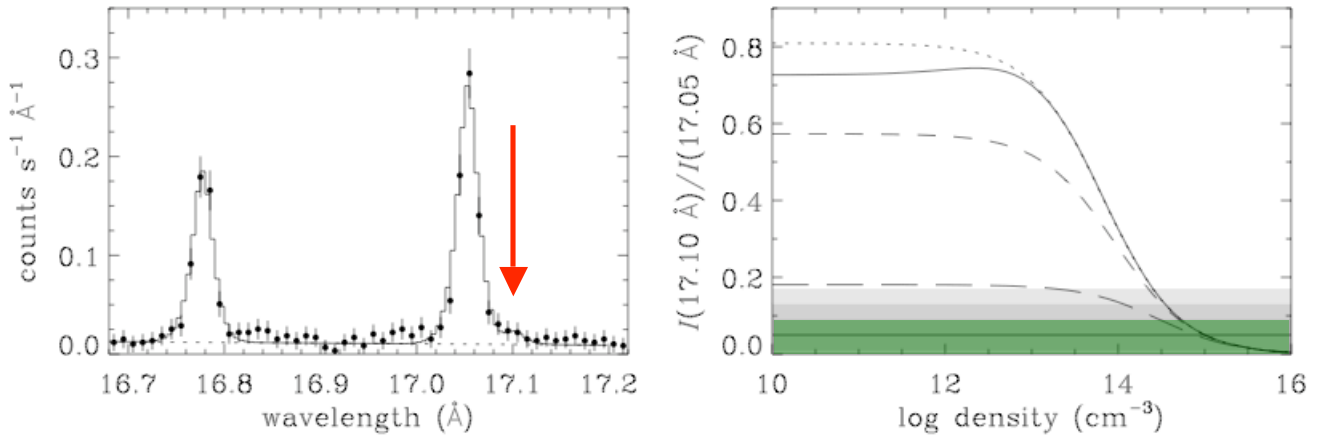 counts s⁻¹ Å⁻¹
0.3
0.2
0.1
0.0
16.7 16.8 16.9 17.0 17.1 17.2
wavelength (Å)
I(17.10 Å)/I(17.05 Å)
0.8
0.6
0.4
0.2
0.0
10 12 14 16
log density (cm⁻³)